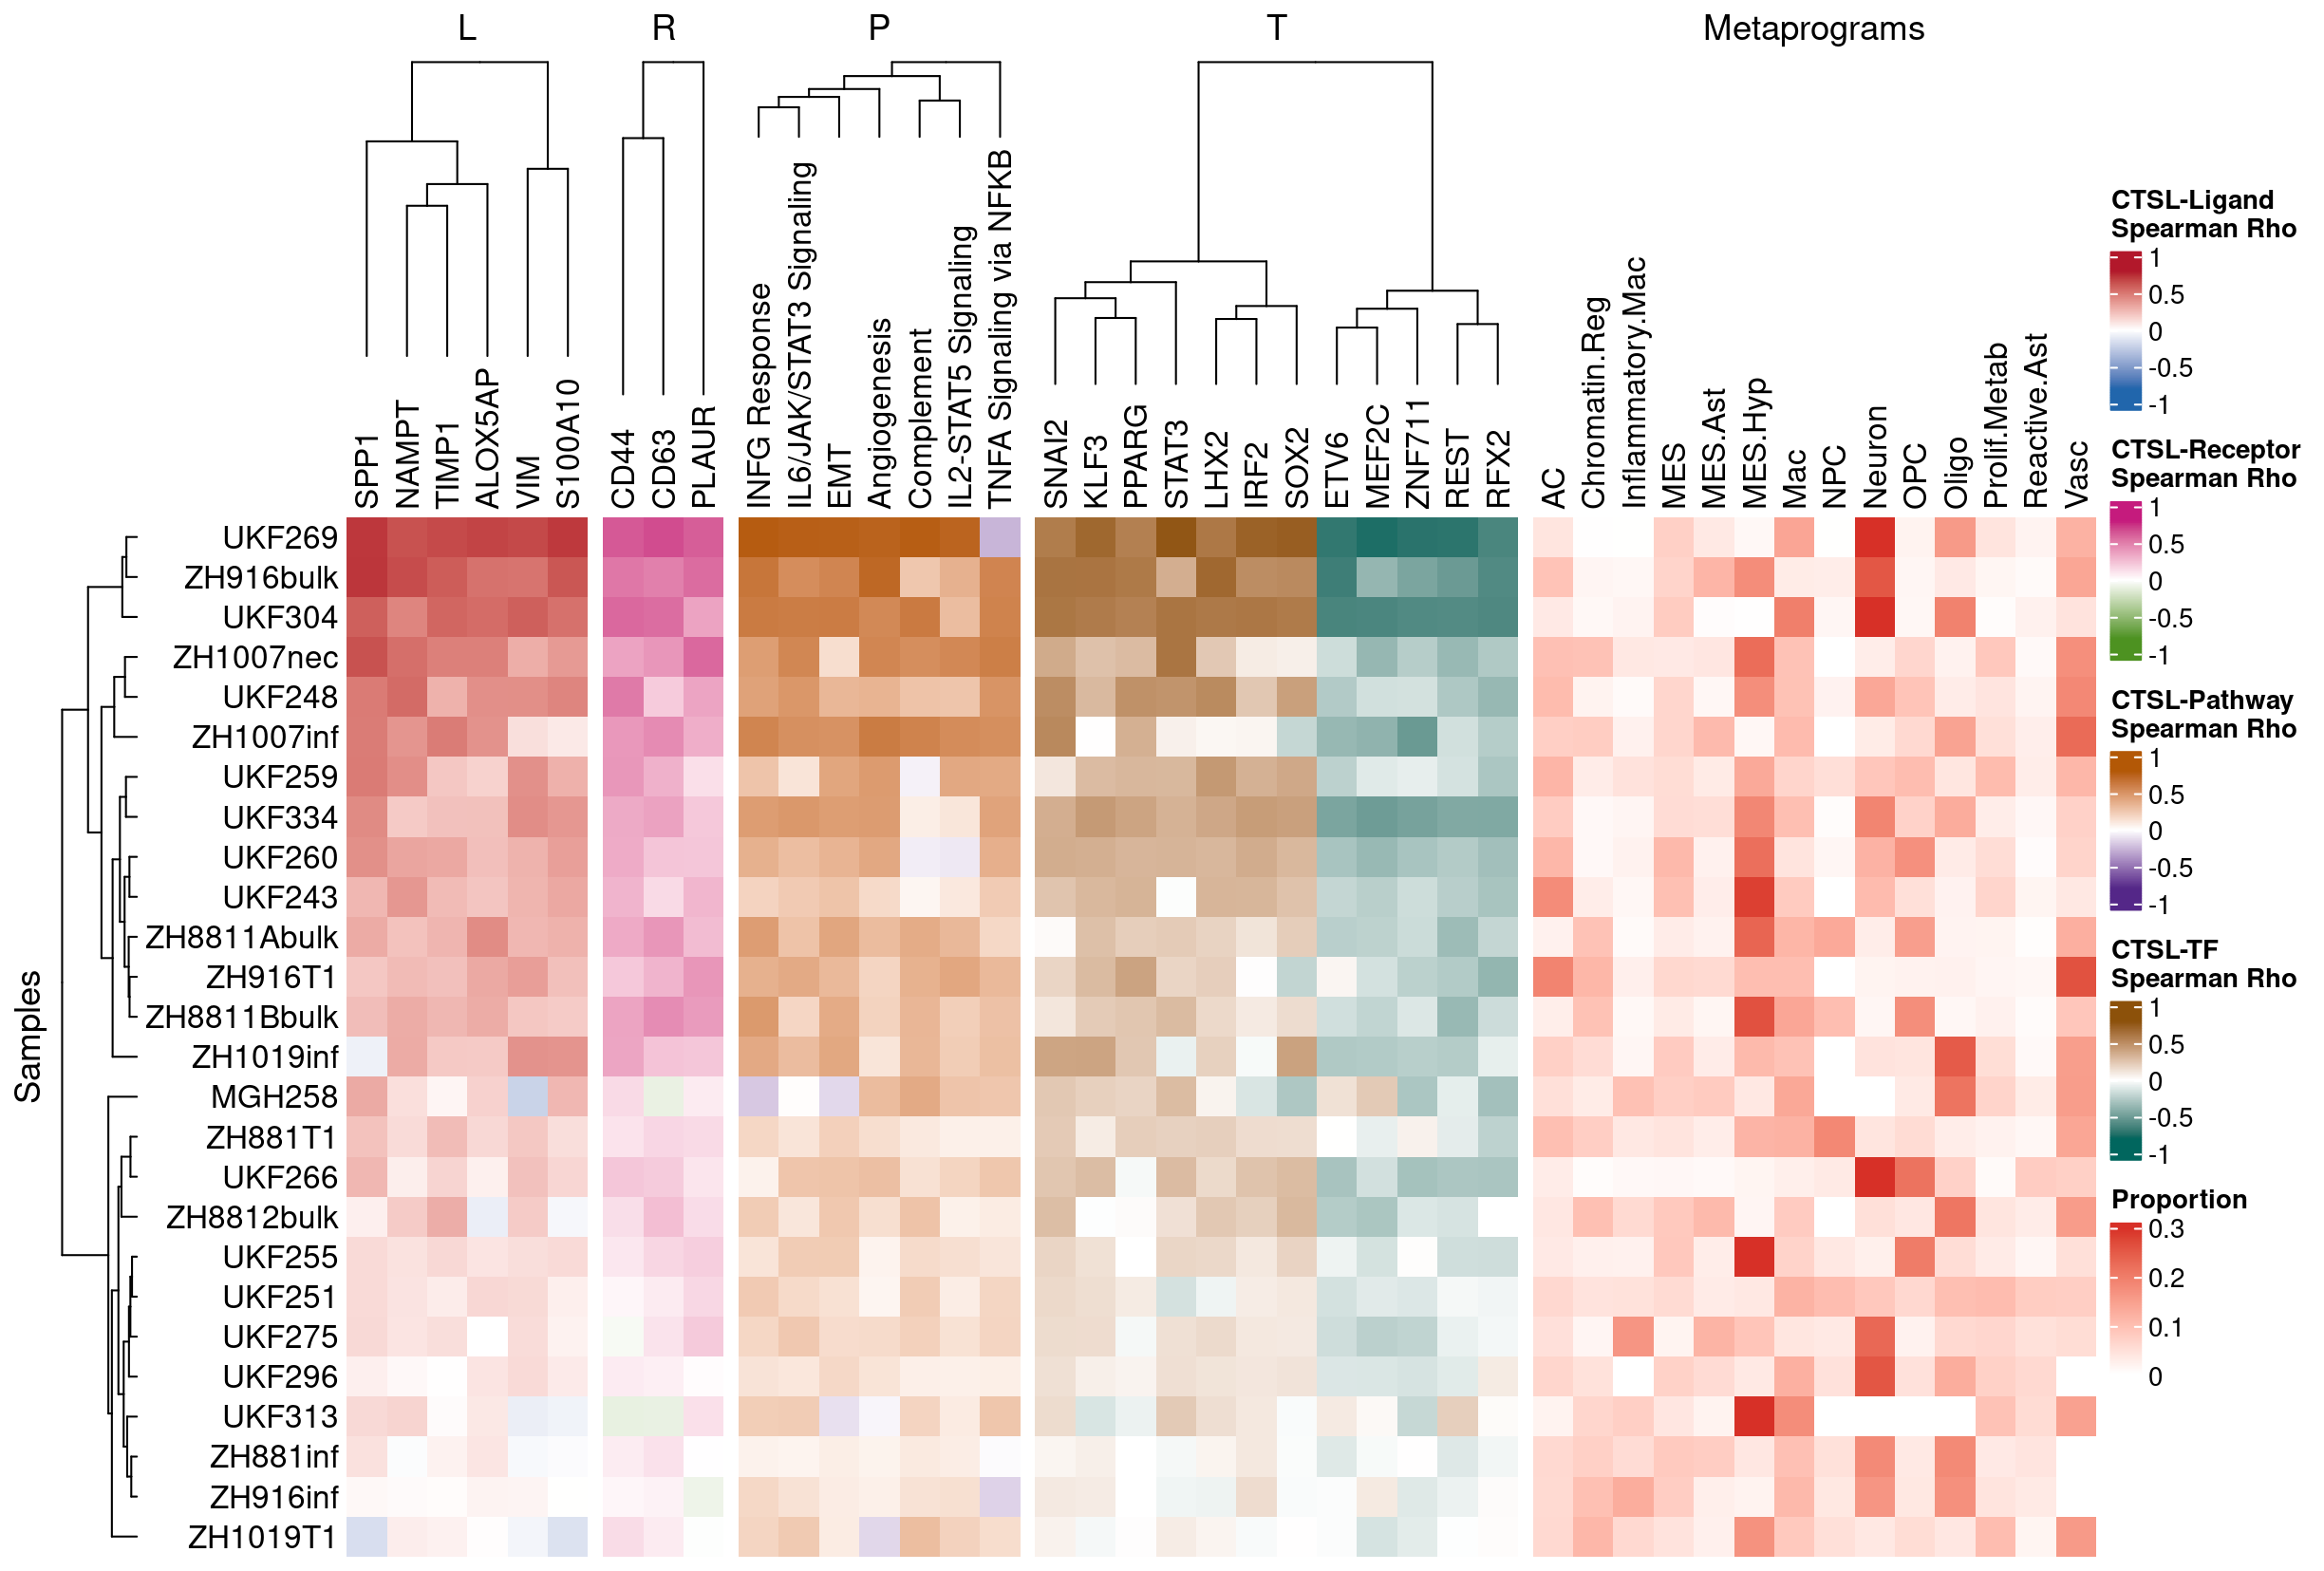 L R P T Metaprograms
SPP1
NAMPT
TIMP1
ALOX5AP
VIM
S100A10
CD44
CD63
PLAUR
INFG Response
IL6/JAK/STAT3 Signaling
EMT
Angiogenesis
Complement
IL2-STAT5 Signaling
TNFA Signaling via NFKB
SNAI2
KLF3
PPARG
STAT3
LHX2
IRF2
SOX2
ETV6
MEF2C
ZNF711
REST
RFX2
AC
Chromatin.Reg
Inflammatory.Mac
MES
MES.Ast
MES.Hyp
Mac
NPC
Neuron
OPC
Oligo
Prolif.Metab
Reactive.Ast
Vasc
Samples
UKF269
ZH916bulk
UKF304
ZH1007nec
UKF248
ZH1007inf
UKF259
UKF334
UKF260
UKF243
ZH8811Abulk
ZH916T1
ZH8811Bbulk
ZH1019inf
MGH258
ZH881T1
UKF266
ZH8812bulk
UKF255
UKF251
UKF275
UKF296
UKF313
ZH881inf
ZH916inf
ZH1019T1
CTSL-Ligand
Spearman Rho
1
0.5
0
-0.5
-1
CTSL-Receptor
Spearman Rho
1
0.5
0
-0.5
-1
CTSL-Pathway
Spearman Rho
1
0.5
0
-0.5
-1
CTSL-TF
Spearman Rho
1
0.5
0
-0.5
-1
Proportion
0.3
0.2
0.1
0